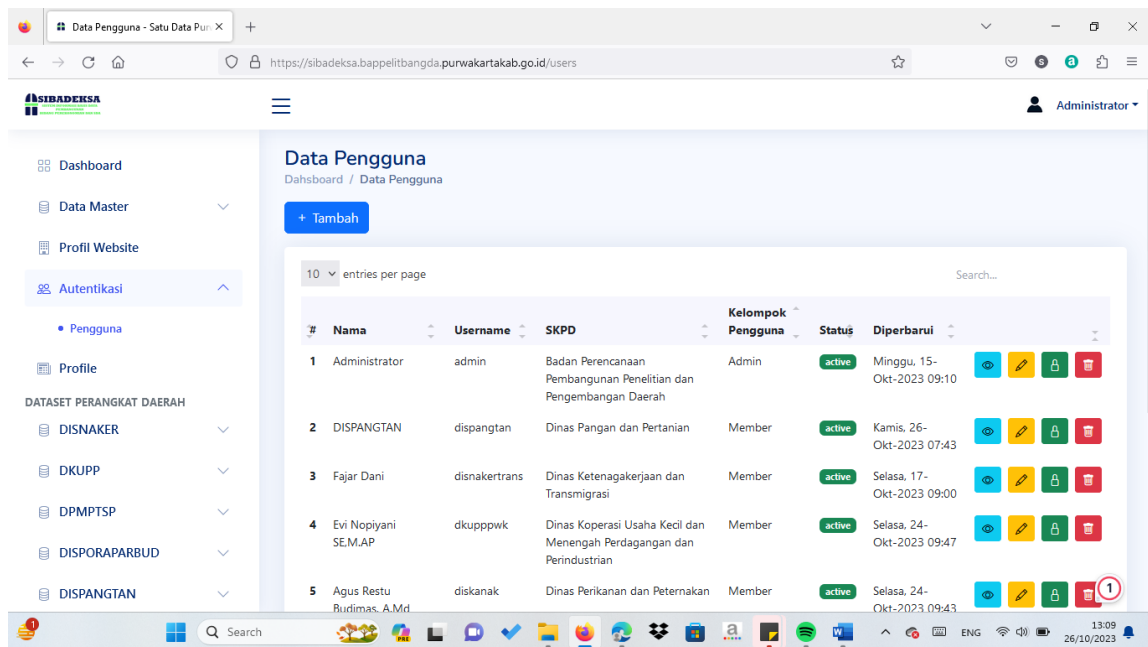 Data Pengguna - Satu Data Pur
https://sibadeksa.bappelitbangda.purwakartakab.go.id/users
SIBADEKSA
Administrator
Dashboard
Data Master
Profil Website
Autentikasi
Pengguna
Profile
DATASET PERANGKAT DAERAH
DISNAKER
DKUPP
DPMPTSP
DISPORAPARBUD
DISPANGTAN
Data Pengguna
Dahsboard / Data Pengguna
+ Tambah
10 entries per page
Search...
# Nama Username SKPD Kelompok Pengguna Status Diperbarui
1 Administrator admin Badan Perencanaan Admin active Minggu, 15-
Pembangunan Penelitian dan Okt-2023 09:10
Pengembangan Daerah
2 DISPANGTAN dispangtan Dinas Pangan dan Pertanian Member active Kamis, 26-
Okt-2023 07:43
3 Fajar Dani disnakertrans Dinas Ketenagakerjaan dan Member active Selasa, 17-
Transmigrasi Okt-2023 09:00
4 Evi Nopiyani dkupppwk Dinas Koperasi Usaha Kecil dan Member active Selasa, 24-
SE,M.AP Menengah Perdagangan dan Okt-2023 09:47
Perindustrian
5 Agus Restu diskanak Dinas Perikanan dan Peternakan Member active Selasa, 24-
Budimas, A.Md Okt-2023 09:43
1
1
Search
PRE
ENG
13:09
26/10/2023